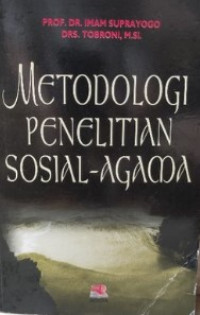 PROF. DR. IMAM SUPRAYOGO
DRS. TOBRONI, M.SI.
METODOLOGI
PENELITIAN
SOSIAL-AGAMA